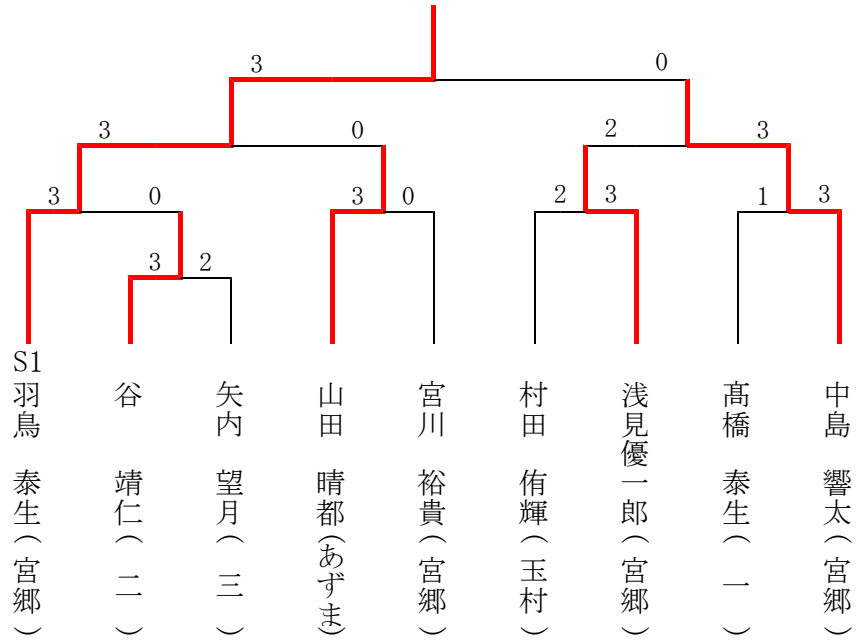 3 0
3 0 2 3
3 0 3 0 2 3 1 3
3 2
S1
羽鳥 泰生(宮郷)
谷 靖仁(二)
矢内 望月(三)
山田 晴都(あずま)
宮川 裕貴(宮郷)
村田 侑輝(玉村)
浅見優一郎(宮郷)
髙橋 泰生(一)
中島 響太(宮郷)